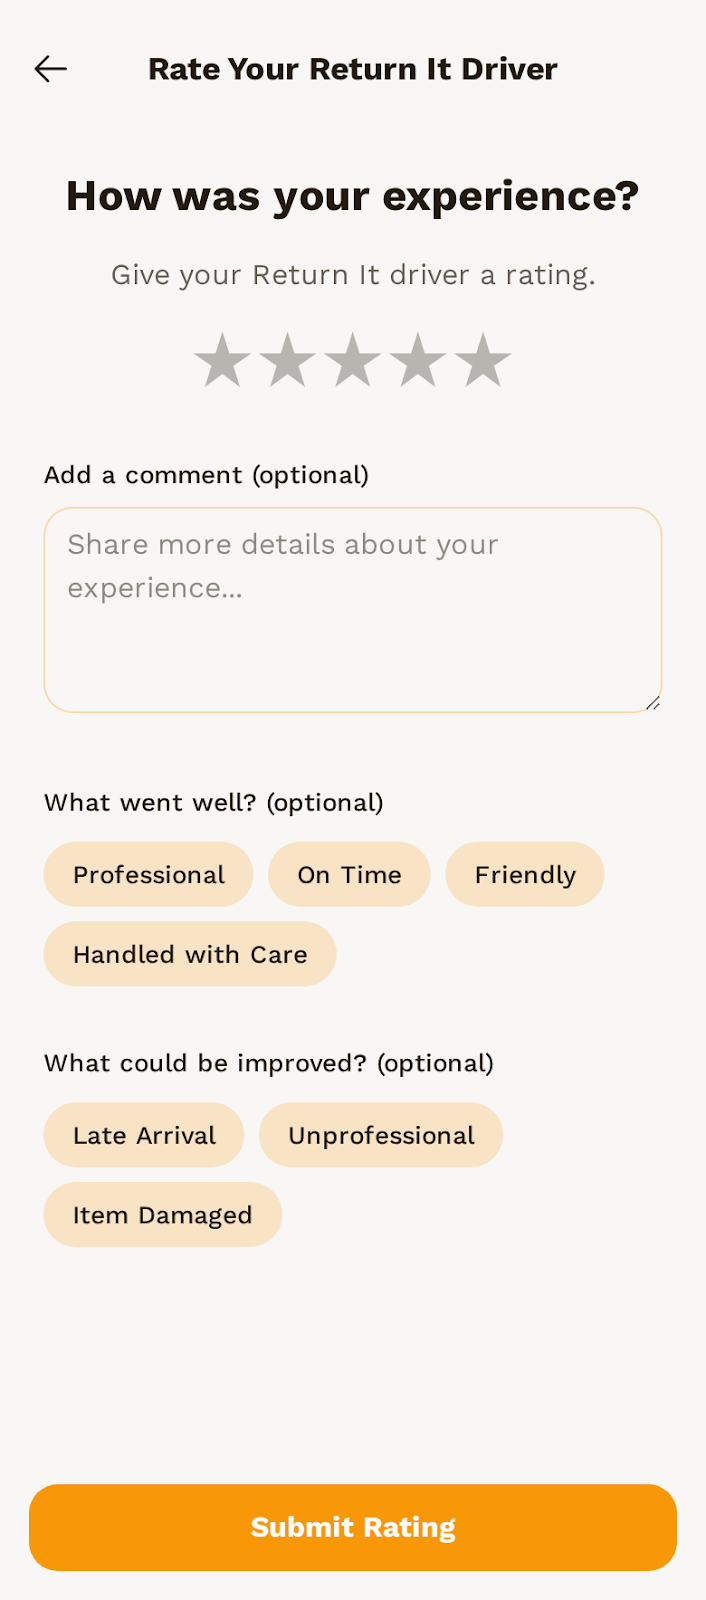 Rate Your Return It Driver
How was your experience?
Give your Return It driver a rating.
Add a comment (optional)
Share more details about your
experience...
What went well? (optional)
Professional
On Time
Friendly
Handled with Care
What could be improved? (optional)
Late Arrival
Unprofessional
Item Damaged
Submit Rating